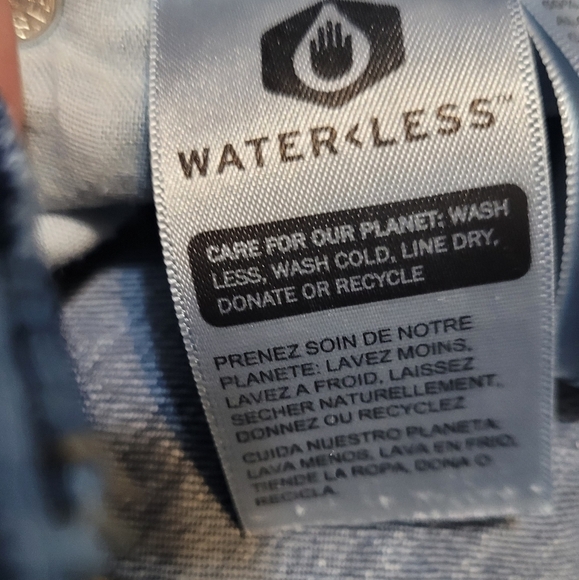 WATER<LESS™
CARE FOR OUR PLANET: WASH
LESS, WASH COLD, LINE DRY,
DONATE OR RECYCLE
PRENEZ SOIN DE NOTRE
PLANETE: LAVEZ MOINS,
LAVEZ A FROID, LAISSEZ
SECHER NATURELLEMENT,
DONNEZ OU RECYCLEZ
CUIDA NUESTRO PLANETA
LAVA MENOS, LAVA EN FRIO,
TIENDE LA ROPA, DONA O
RECICLA